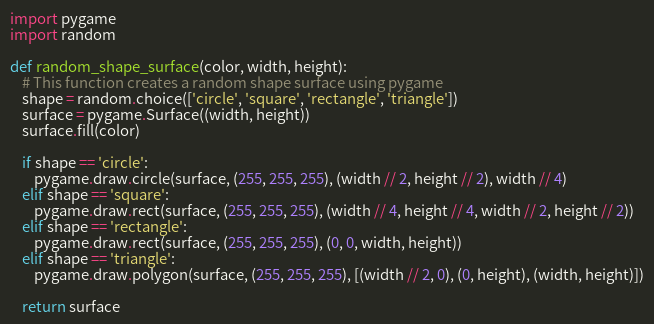 import pygame
import random

def random_shape_surface(color, width, height):
    # This function creates a random shape surface using pygame
    shape = random.choice(['circle', 'square', 'rectangle', 'triangle'])
    surface = pygame.Surface((width, height))
    surface.fill(color)

    if shape == 'circle':
        pygame.draw.circle(surface, (255, 255, 255), (width // 2, height // 2), width // 4)
    elif shape == 'square':
        pygame.draw.rect(surface, (255, 255, 255), (width // 4, height // 4, width // 2, height // 2))
    elif shape == 'rectangle':
        pygame.draw.rect(surface, (255, 255, 255), (0, 0, width, height))
    elif shape == 'triangle':
        pygame.draw.polygon(surface, (255, 255, 255), [(width // 2, 0), (0, height), (width, height)])

    return surface